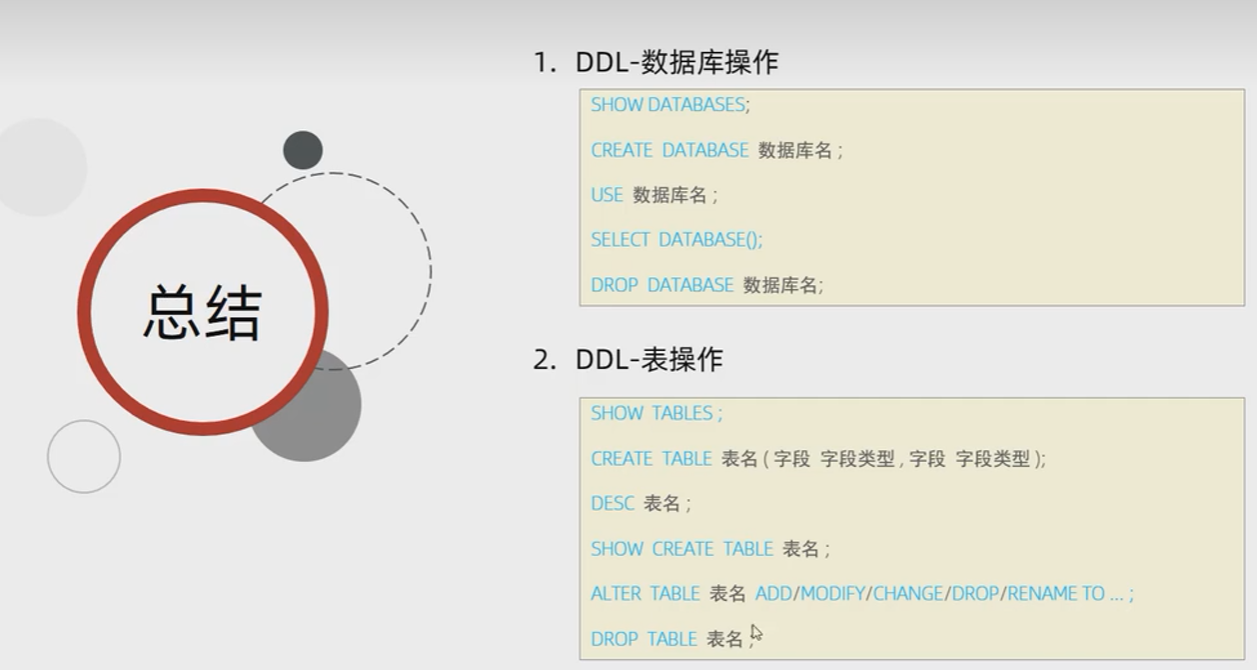 总结
1. DDL-数据库操作
SHOW DATABASES;
CREATE DATABASE 数据库名 ;
USE 数据库名 ;
SELECT DATABASE();
DROP DATABASE 数据库名;
2. DDL-表操作
SHOW TABLES ;
CREATE TABLE 表名 ( 字段 字段类型 , 字段 字段类型 );
DESC 表名 ;
SHOW CREATE TABLE 表名 ;
ALTER TABLE 表名 ADD/MODIFY/CHANGE/DROP/RENAME TO ... ;
DROP TABLE 表名 ;